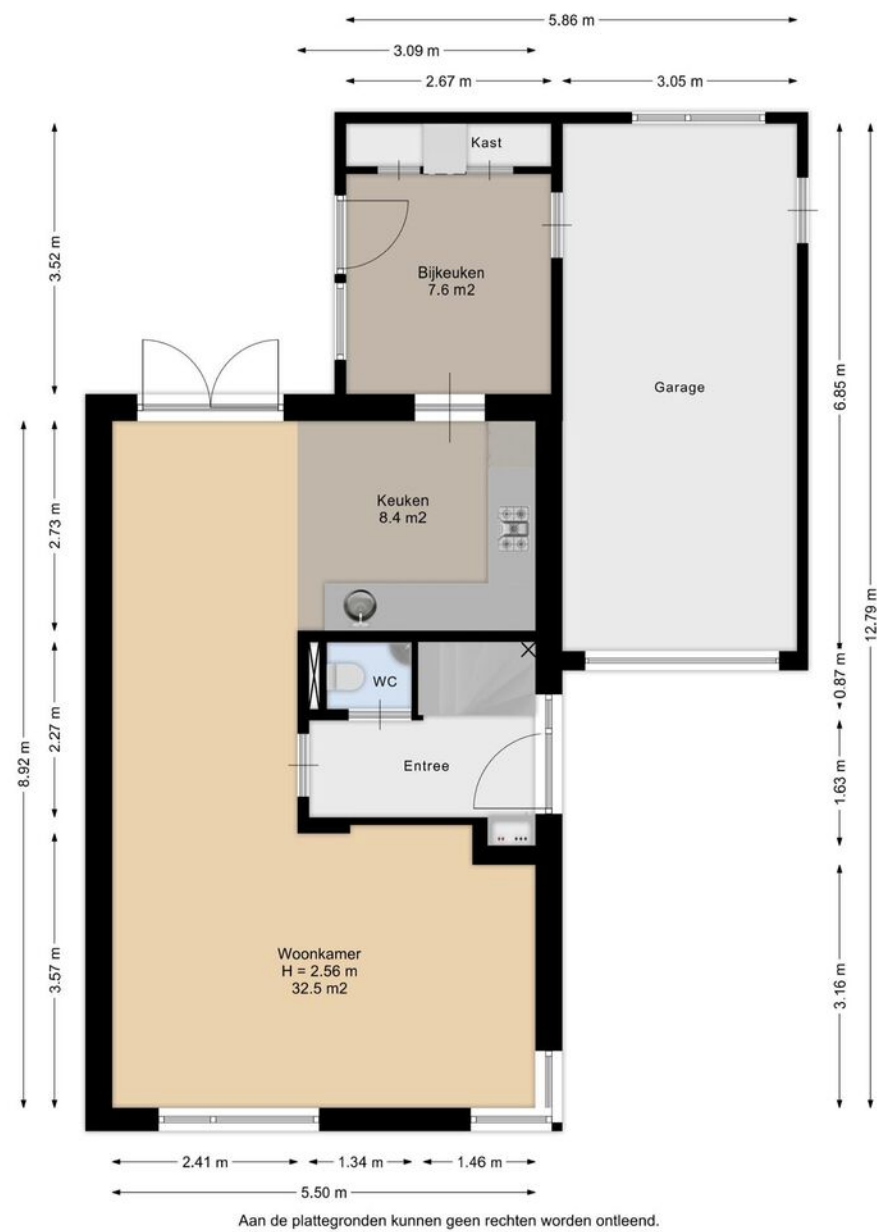 5.86 m
3.09 m
2.67 m
3.05 m
Kast
3.52 m
Bijkeuken
7.6 m2
Garage
6.85 m
Keuken
8.4 m2
2.73 m
12.79 m
WC
0.87 m
2.27 m
8.92 m
Entree
1.63 m
Woonkamer
H = 2.56 m
32.5 m2
3.57 m
3.16 m
2.41 m
1.34 m
1.46 m
5.50 m
Aan de plattegronden kunnen geen rechten worden ontleend.